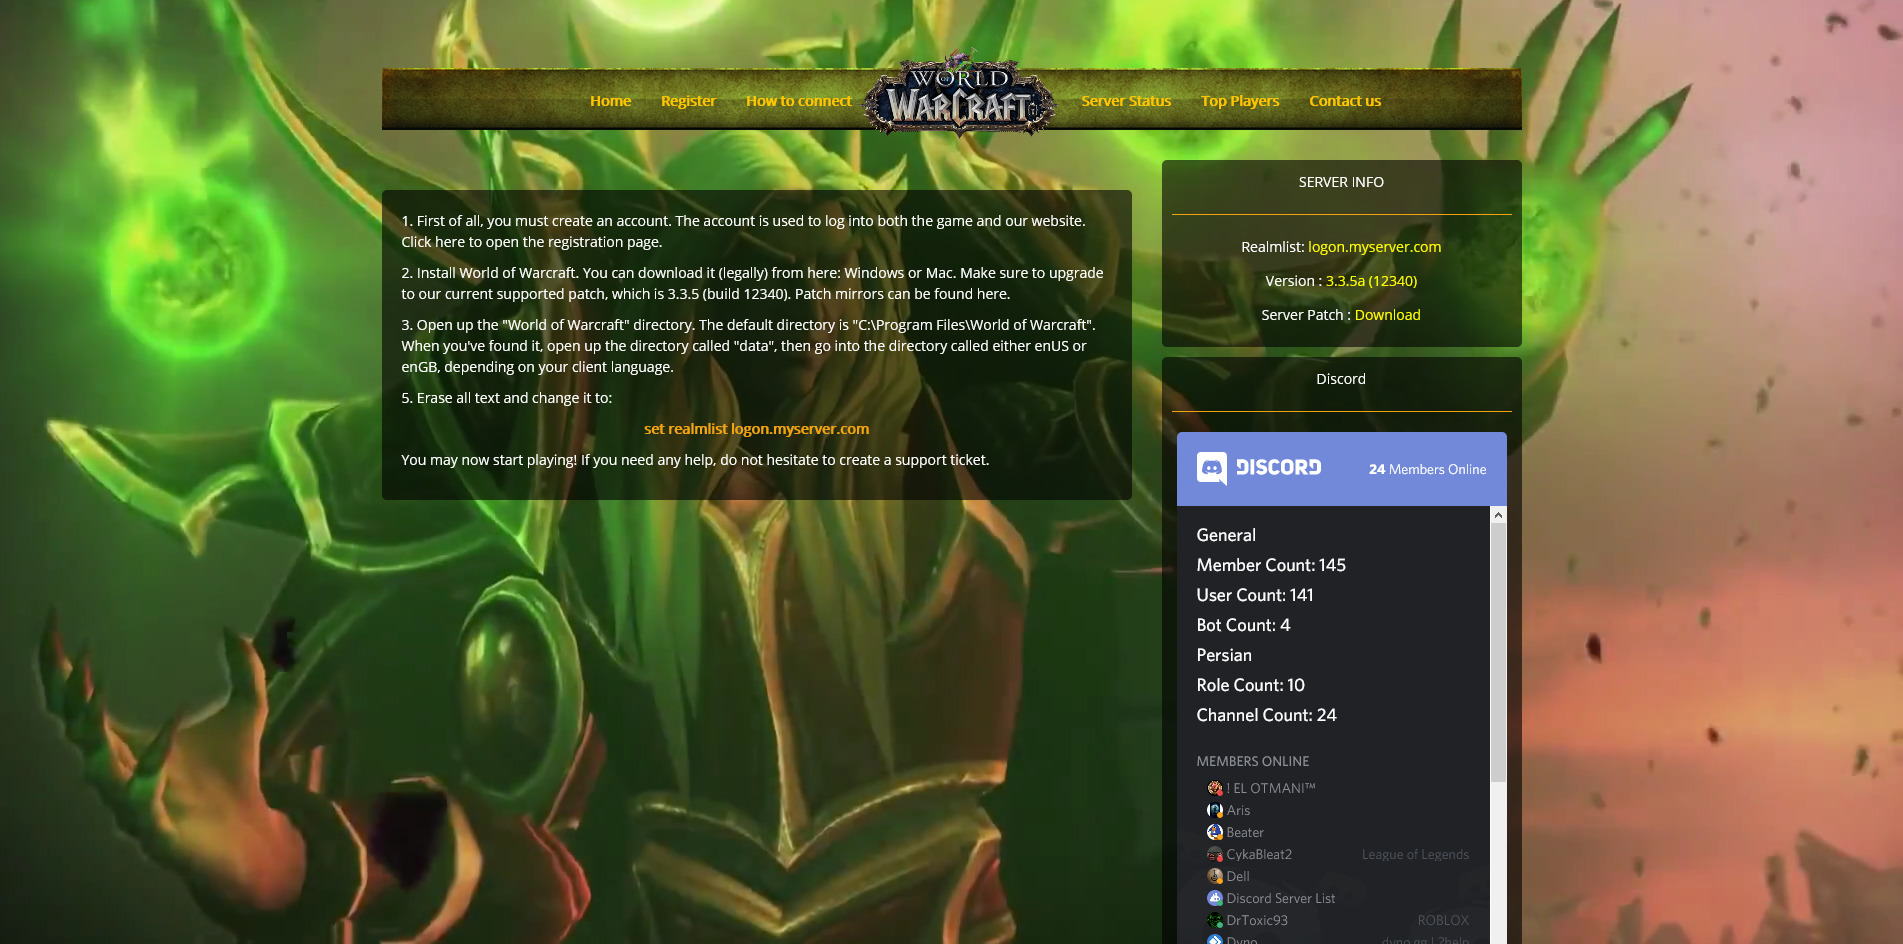 Home Register How to connect
WORLD
OF
WARCRAFT
Server Status Top Players Contact us
1. First of all, you must create an account. The account is used to log into both the game and our website.
Click here to open the registration page.
2. Install World of Warcraft. You can download it (legally) from here: Windows or Mac. Make sure to upgrade
to our current supported patch, which is 3.3.5 (build 12340). Patch mirrors can be found here.
3. Open up the "World of Warcraft" directory. The default directory is "C:\Program Files\World of Warcraft".
When you've found it, open up the directory called "data", then go into the directory called either enUS or
enGB, depending on your client language.
5. Erase all text and change it to:
set realmlist logon.myserver.com
You may now start playing! If you need any help, do not hesitate to create a support ticket.
SERVER INFO
Realmlist: logon.myserver.com
Version : 3.3.5a (12340)
Server Patch : Download
Discord
DISCORD 24 Members Online
General
Member Count: 145
User Count: 141
Bot Count: 4
Persian
Role Count: 10
Channel Count: 24
MEMBERS ONLINE
! EL OTMANI™
Aris
Beater
CykaBleat2 League of Legends
Dell
Discord Server List
DrToxic93 ROBLOX
Dyno dyno.gg | ?help